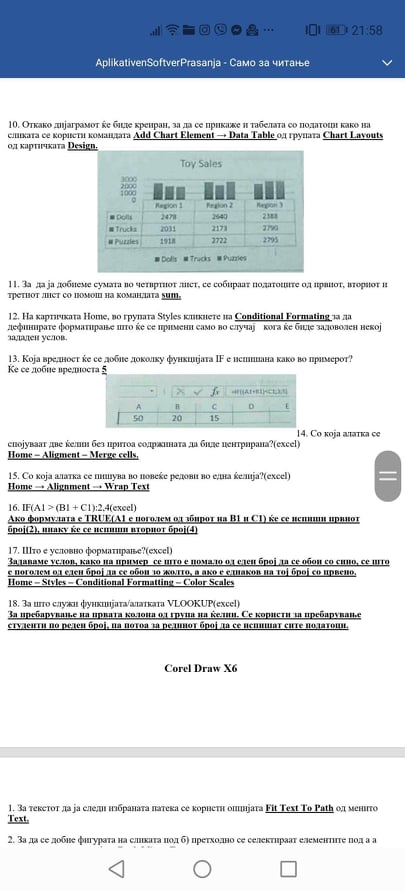 61 21:58
AplikativenSoftverPrasanja - Само за читање
10. Откако дијаграмот ќе биде креиран, за да се прикаже и табелата со податоци како на
сликата се користи командата Add Chart Element → Data Table од групата Chart Layouts
од картичката Design.
Toy Sales
3000
2000
1000
0
Region 1 Region 2 Region 3
Dolls 2478 2640 2388
Trucks 2031 2173 2790
Puzzles 1918 2722 2795
Dolls Trucks Puzzles
11. За да ја добиеме сумата во четвртиот лист, се собираат податоците од првиот, вториот и
третиот лист со помош на командата sum.
12. На картичката Home, во групата Styles кликнете на Conditional Formating за да
дефинирате форматирање што ќе се примени само во случај кога ќе биде задоволен некој
зададен услов.
13. Која вредност ќе се добие доколку функцијата IF е испишана како во примерот?
Ќе се добие вредноста 5
fx =IF((A1+B1)<C1;3;5)
A B C D E
50 20 15
14. Со која алатка се
спојуваат две ќелии без притоа содржината да биде центрирана?(excel)
Home – Aligment – Merge cells.
15. Со која алатка се пишува во повеќе редови во една ќелија?(excel)
Home → Alignment → Wrap Text
16. IF(A1 > (B1 + C1):2,4(excel)
Ако формулата е TRUE(A1 е поголем од збирот на B1 и C1) ќе се испиши првиот
број(2), инаку ќе се испиши вториот број(4)
17. Што е условно форматирање?(excel)
Задаваме услов, како на пример се што е помало од еден број да се обои со сино, се што
е поголем од еден број да се обои зо жолто, а ако е еднаков на тој број со црвено.
Home – Styles – Conditional Formatting – Color Scales
18. За што служи функцијата/алатката VLOOKUP(excel)
За пребарување на првата колона од група на ќелии. Се користи за пребарување
студенти по реден број, па потоа за редниот број да се испишат сите податоци.
Corel Draw X6
1. За текстот да ја следи избраната патека се користи опцијата Fit Text To Path од менито
Text.
2. За да се добие фигурата на сликата под б) претходно се селектираат елементите под а а